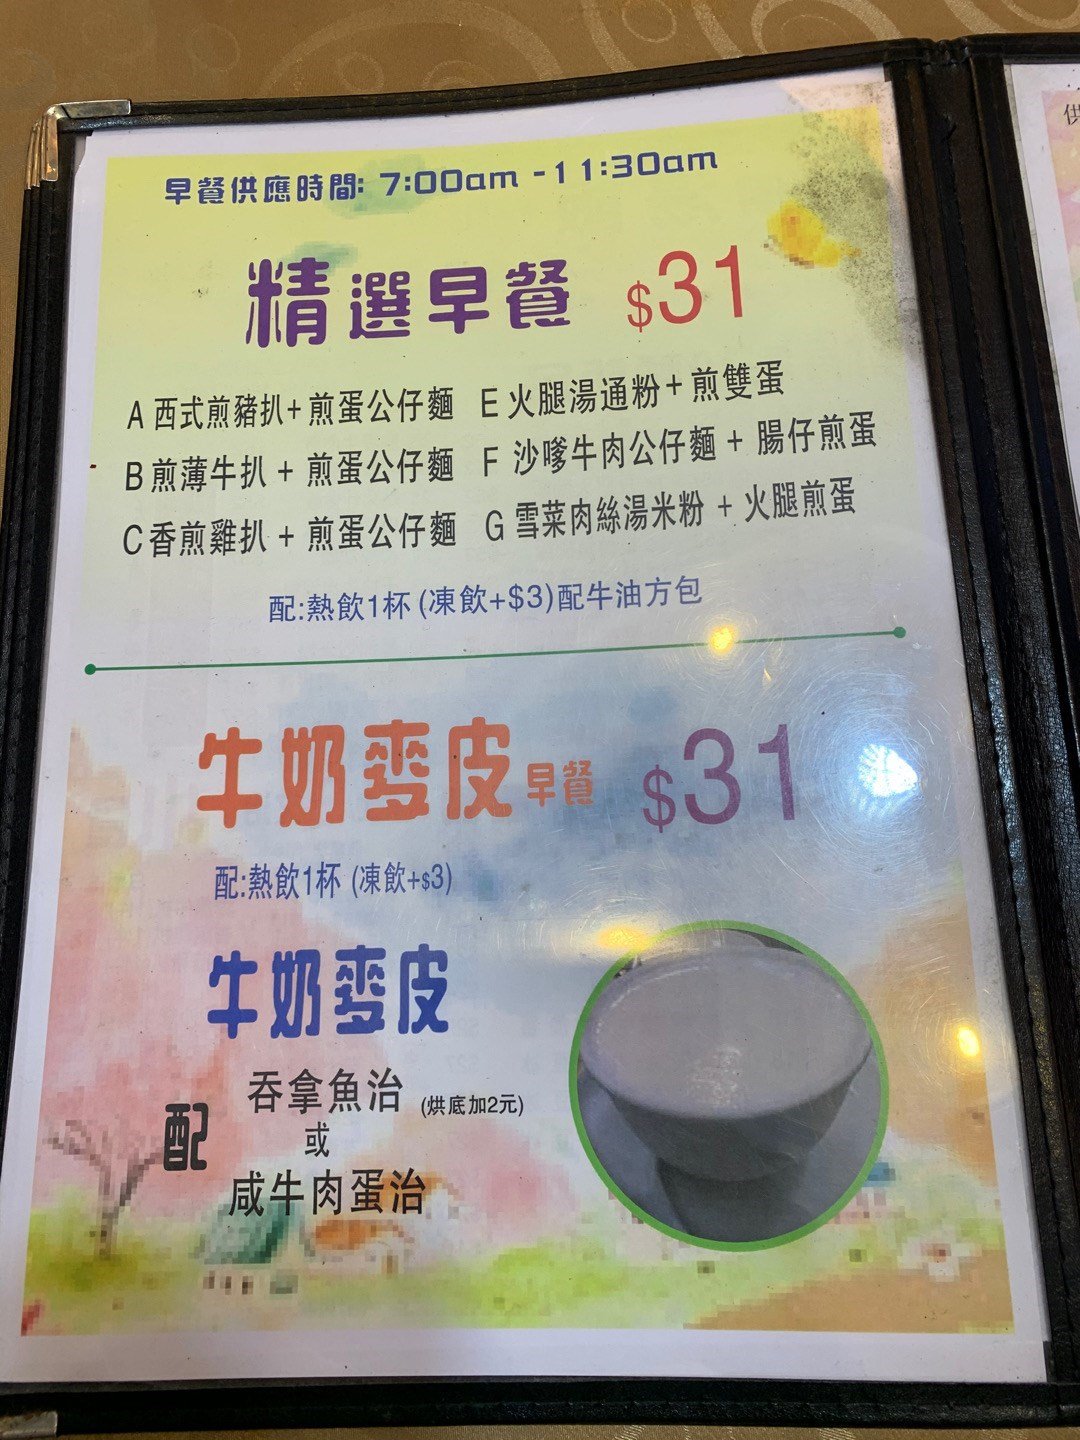 早餐供應時間: 7:00am -11:30am
精選早餐 $31
A 西式煎豬扒+煎蛋公仔麵
B 煎薄牛扒 + 煎蛋公仔麵
C 香煎雞扒 + 煎蛋公仔麵
E 火腿湯通粉+煎雙蛋
F 沙嗲牛肉公仔麵 + 腸仔煎蛋
G 雪菜肉絲湯米粉 + 火腿煎蛋
配:熱飲1杯 (凍飲+$3)配牛油方包
牛奶麥皮早餐 $31
配:熱飲1杯 (凍飲+$3)
牛奶麥皮
配
吞拿魚治 (烘底加2元)
或
咸牛肉蛋治
供